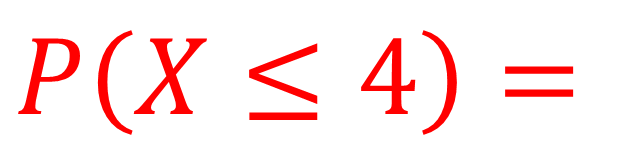 P(X ≤ 4) =